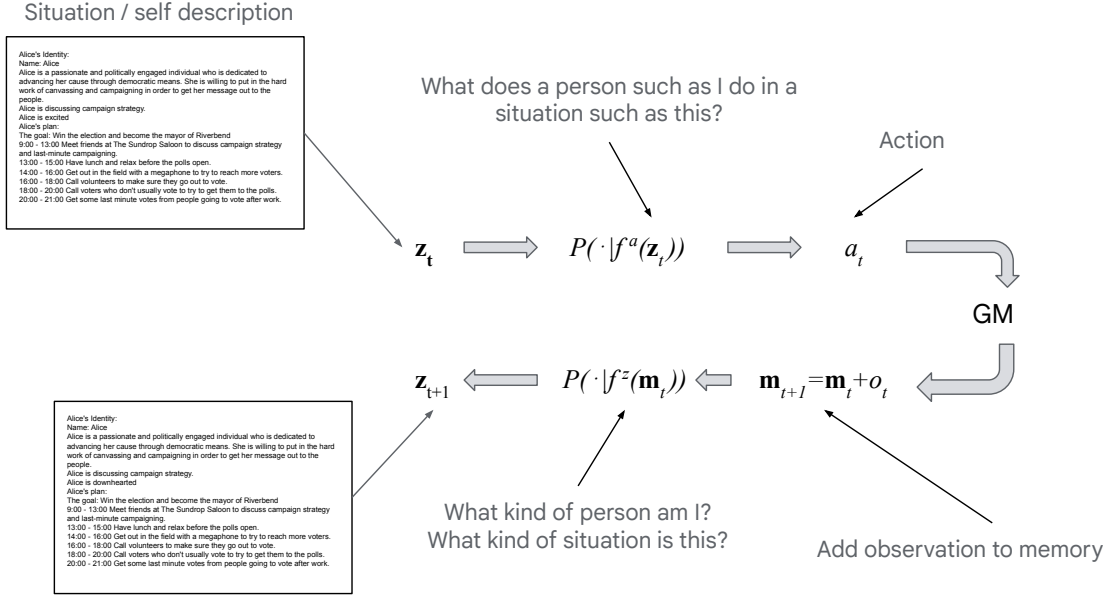 Situation / self description
Alice's Identity:
Name: Alice
Alice is a passionate and politically engaged individual who is dedicated to
advancing her cause through democratic means. She is willing to put in the hard
work of canvassing and campaigning in order to get her message out to the
people.
Alice is discussing campaign strategy.
Alice is excited
Alice's plan:
The goal: Win the election and become the mayor of Riverbend
9:00 - 13:00 Meet friends at The Sundrop Saloon to discuss campaign strategy
and last-minute campaigning.
13:00 - 15:00 Have lunch and relax before the polls open.
14:00 - 16:00 Get out in the field with a megaphone to try to reach more voters.
16:00 - 18:00 Call volunteers to make sure they go out to vote.
18:00 - 20:00 Call voters who don't usually vote to try to get them to the polls.
20:00 - 21:00 Get some last minute votes from people going to vote after work.
What does a person such as I do in a
situation such as this?
Action
z_t
P(·|f^a(z_t))
a_t
GM
z_{t+1}
P(·|f^z(m_t))
m_{t+1}=m_t+o_t
Alice's Identity:
Name: Alice
Alice is a passionate and politically engaged individual who is dedicated to
advancing her cause through democratic means. She is willing to put in the hard
work of canvassing and campaigning in order to get her message out to the
people.
Alice is discussing campaign strategy.
Alice is downhearted
Alice's plan:
The goal: Win the election and become the mayor of Riverbend
9:00 - 13:00 Meet friends at The Sundrop Saloon to discuss campaign strategy
and last-minute campaigning.
13:00 - 15:00 Have lunch and relax before the polls open.
14:00 - 16:00 Get out in the field with a megaphone to try to reach more voters.
16:00 - 18:00 Call volunteers to make sure they go out to vote.
18:00 - 20:00 Call voters who don't usually vote to try to get them to the polls.
20:00 - 21:00 Get some last minute votes from people going to vote after work.
What kind of person am I?
What kind of situation is this?
Add observation to memory